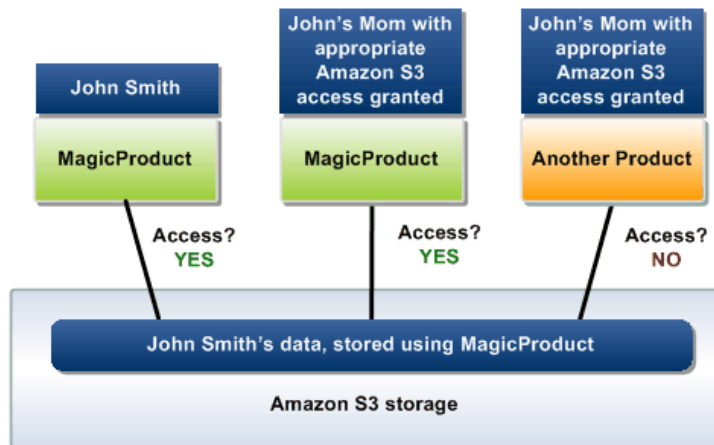 John Smith
MagicProduct
John's Mom with
appropriate
Amazon S3
access granted
MagicProduct
John's Mom with
appropriate
Amazon S3
access granted
Another Product
Access?
YES
Access?
YES
Access?
NO
John Smith's data, stored using MagicProduct
Amazon S3 storage